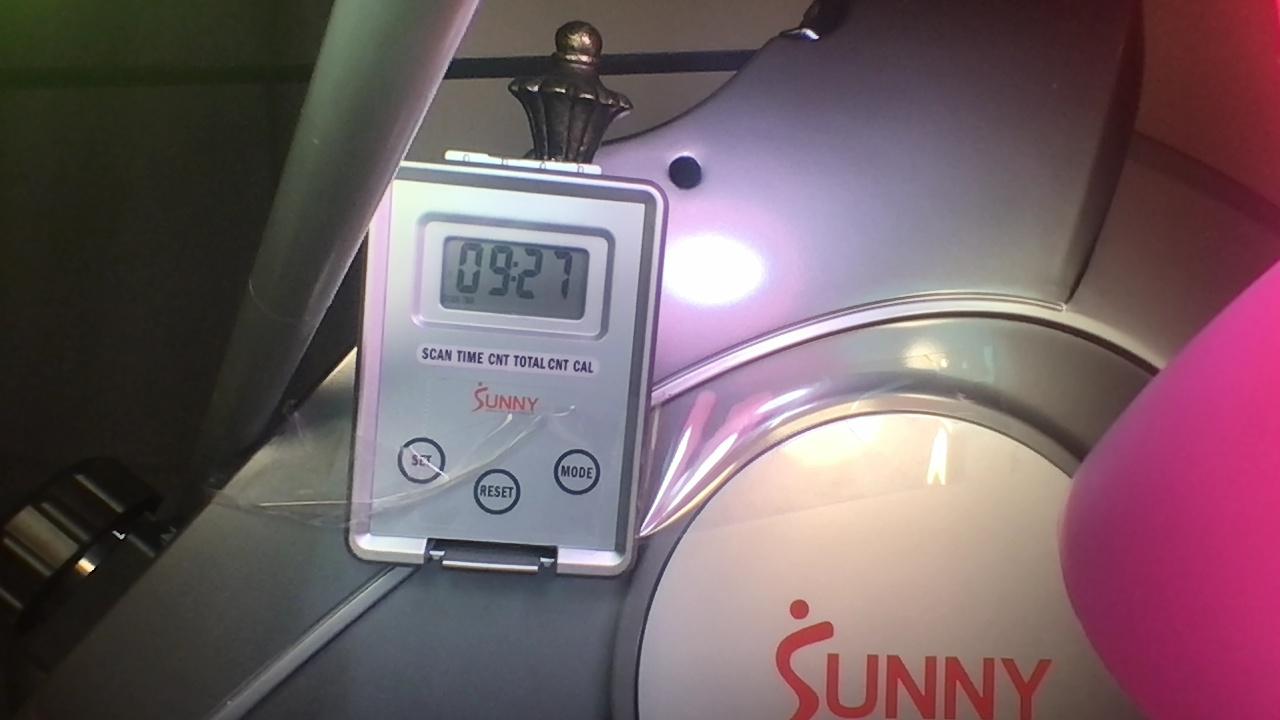 09:27
SCAN TIME CNT TOTAL CNT CAL
SUNNY
SET
RESET
MODE
SUNNY